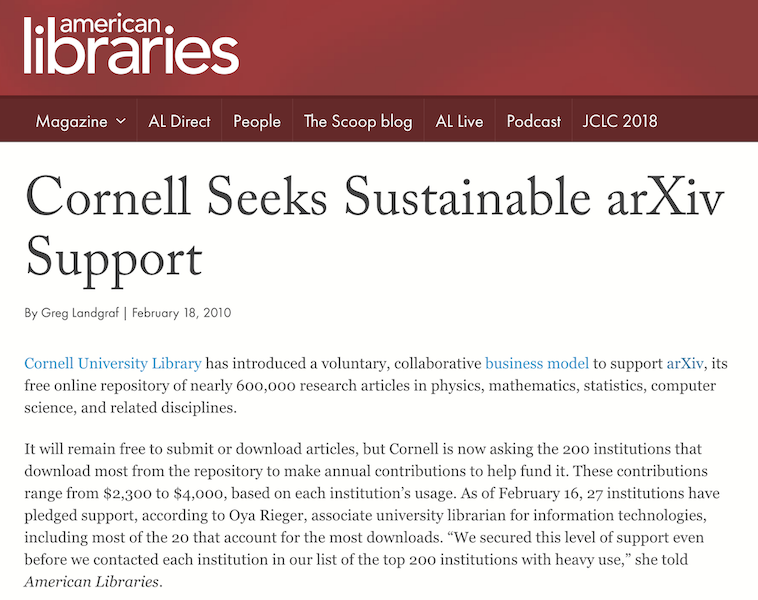 american
libraries
Magazine AL Direct People The Scoop blog AL Live Podcast JCLC 2018
Cornell Seeks Sustainable arXiv
Support
By Greg Landgraf | February 18, 2010
Cornell University Library has introduced a voluntary, collaborative business model to support arXiv, its
free online repository of nearly 600,000 research articles in physics, mathematics, statistics, computer
science, and related disciplines.
It will remain free to submit or download articles, but Cornell is now asking the 200 institutions that
download most from the repository to make annual contributions to help fund it. These contributions
range from $2,300 to $4,000, based on each institution’s usage. As of February 16, 27 institutions have
pledged support, according to Oya Rieger, associate university librarian for information technologies,
including most of the 20 that account for the most downloads. “We secured this level of support even
before we contacted each institution in our list of the top 200 institutions with heavy use,” she told
American Libraries.